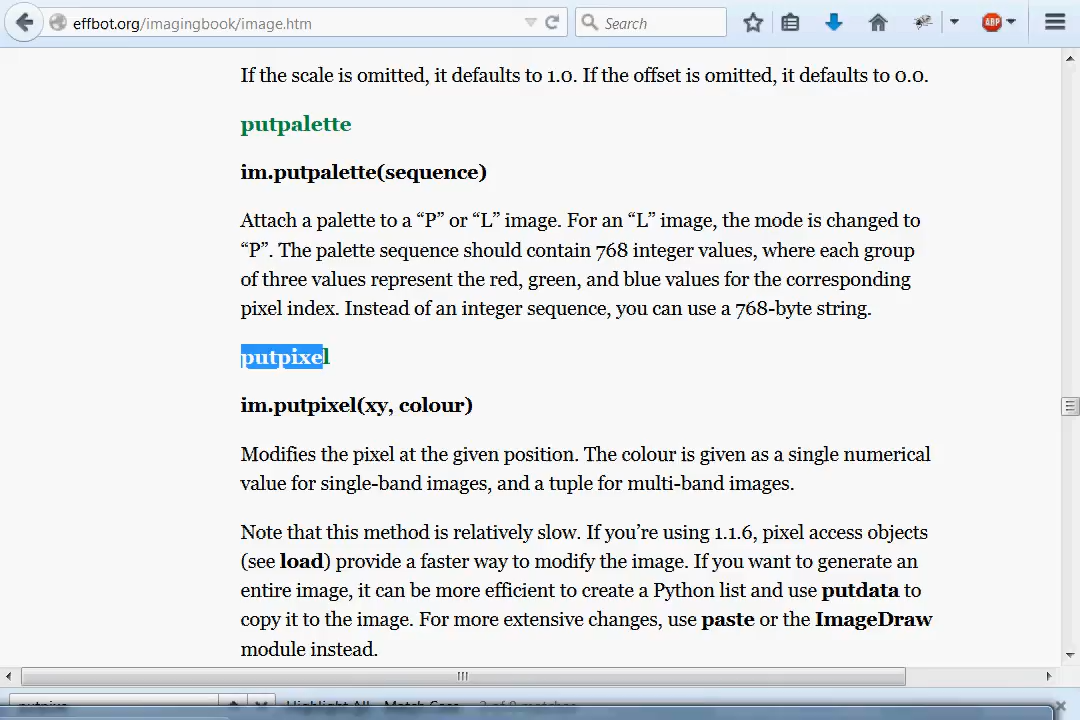 effbot.org/imagingbook/image.htm
Search
ABP
If the scale is omitted, it defaults to 1.0. If the offset is omitted, it defaults to 0.0.
putpalette
im.putpalette(sequence)
Attach a palette to a “P” or “L” image. For an “L” image, the mode is changed to
“P”. The palette sequence should contain 768 integer values, where each group
of three values represent the red, green, and blue values for the corresponding
pixel index. Instead of an integer sequence, you can use a 768-byte string.
putpixel
im.putpixel(xy, colour)
Modifies the pixel at the given position. The colour is given as a single numerical
value for single-band images, and a tuple for multi-band images.
Note that this method is relatively slow. If you’re using 1.1.6, pixel access objects
(see load) provide a faster way to modify the image. If you want to generate an
entire image, it can be more efficient to create a Python list and use putdata to
copy it to the image. For more extensive changes, use paste or the ImageDraw
module instead.
putpixe Highlight All Match Case